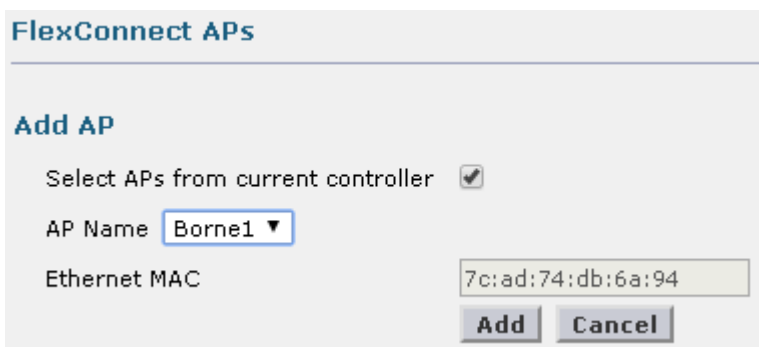 FlexConnect APs
Add AP
Select APs from current controller
AP Name Borne1
Ethernet MAC 7c:ad:74:db:6a:94
Add Cancel